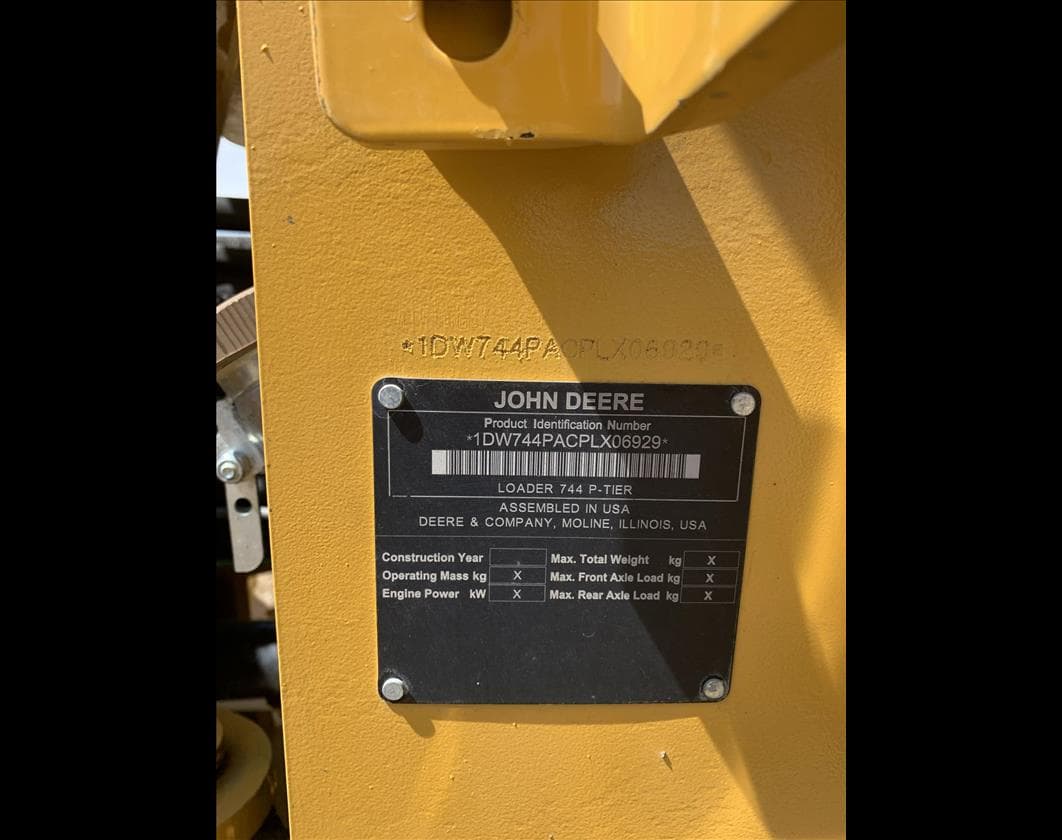 *1DW744PACPLX06929*
JOHN DEERE
Product Identification Number
*1DW744PACPLX06929*
LOADER 744 P-TIER
ASSEMBLED IN USA
DEERE & COMPANY, MOLINE, ILLINOIS, USA
Construction Year Max. Total Weight kg X
Operating Mass kg X Max. Front Axle Load kg X
Engine Power kW X Max. Rear Axle Load kg X